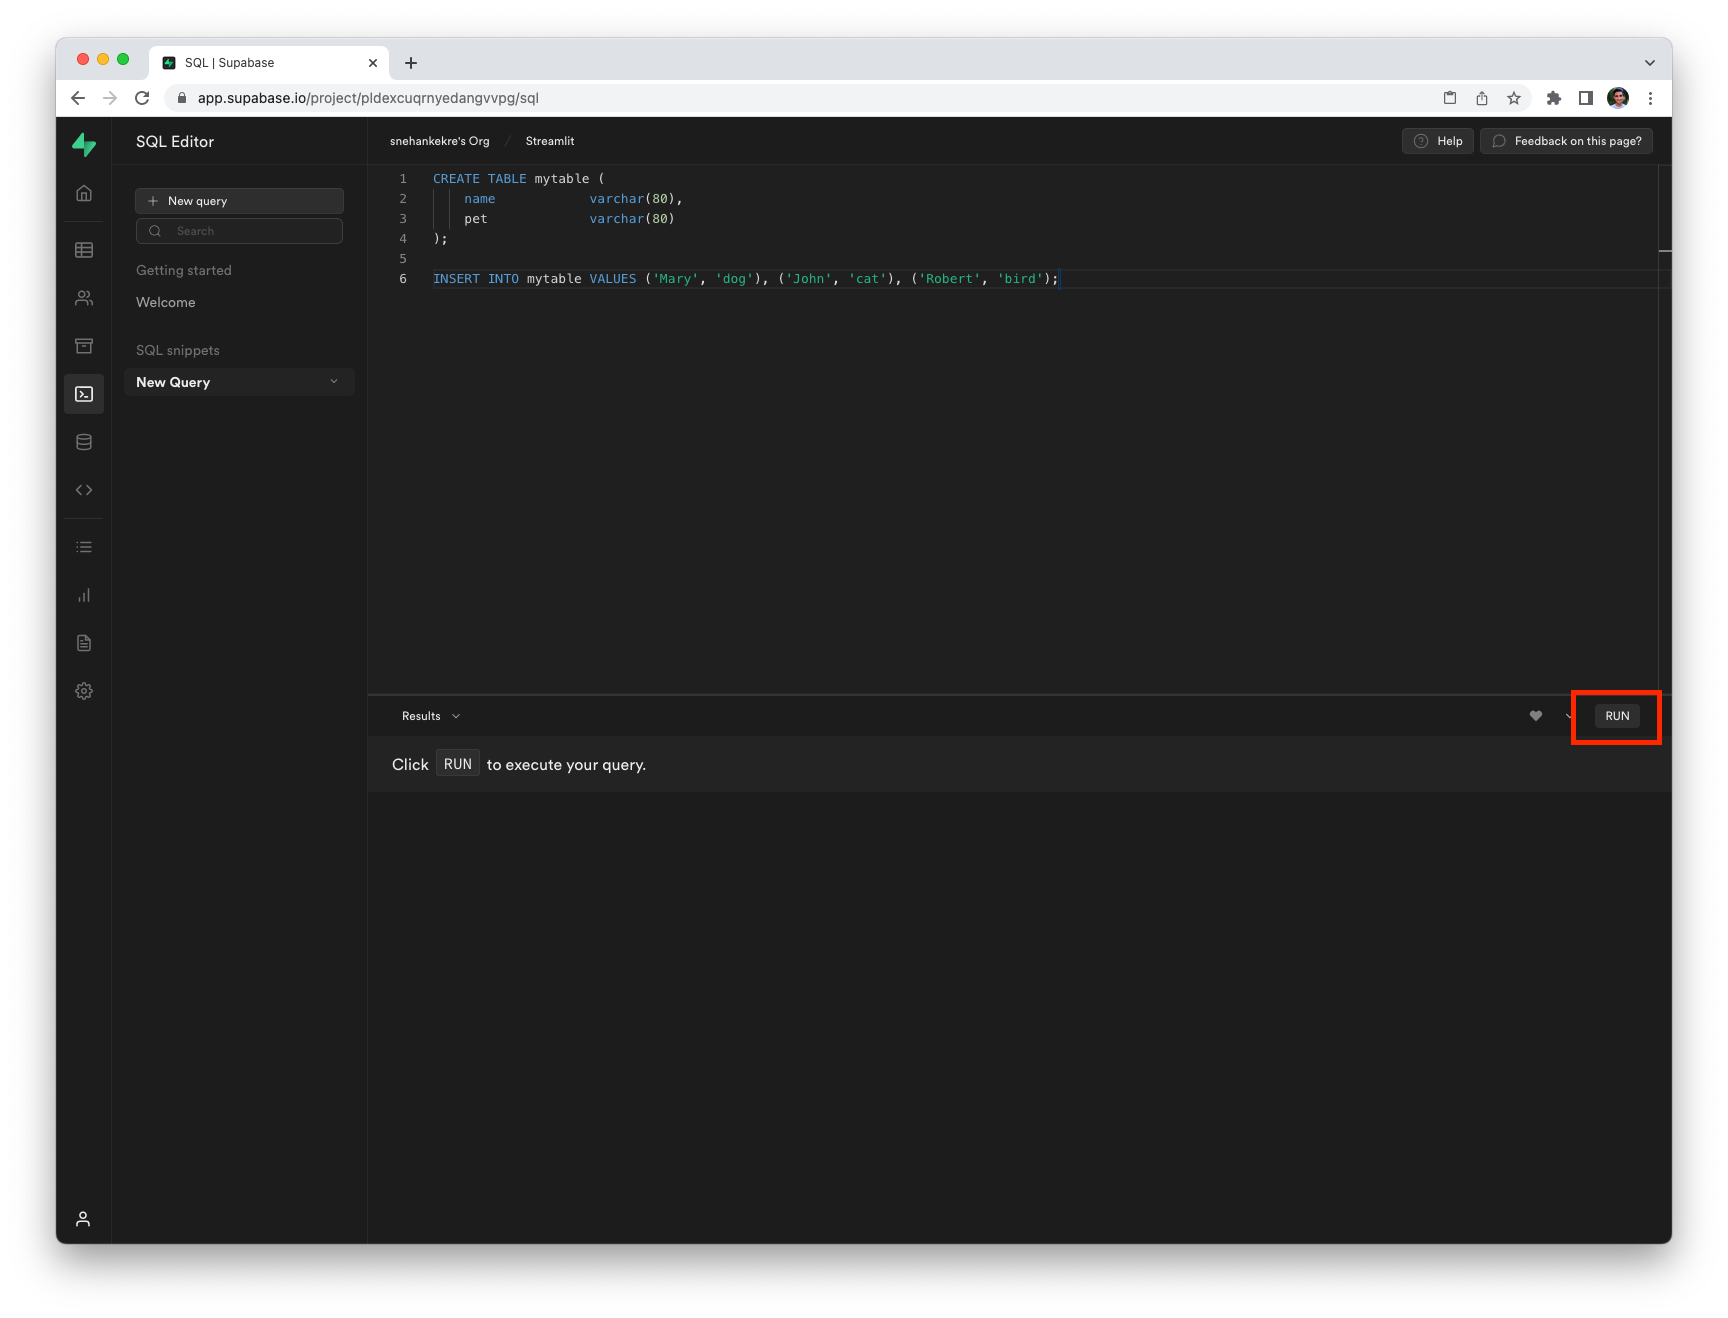 SQL | Supabase
app.supabase.io/project/pldexcuqrnyedangvvpg/sql
SQL Editor
snehankekre's Org / Streamlit
Help
Feedback on this page?
+ New query
Search
Getting started
Welcome
SQL snippets
New Query
1 CREATE TABLE mytable (
2 name varchar(80),
3 pet varchar(80)
4 );
5
6 INSERT INTO mytable VALUES ('Mary', 'dog'), ('John', 'cat'), ('Robert', 'bird');
Results
RUN
Click RUN to execute your query.